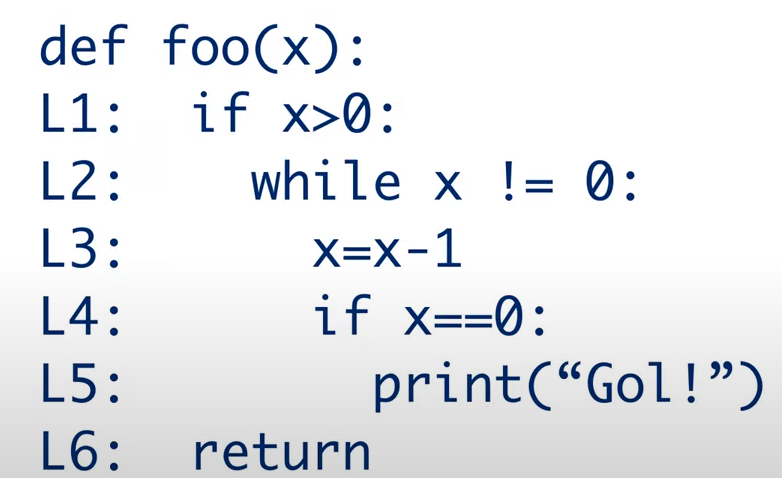 def foo(x):
L1: if x>0:
L2: while x != 0:
L3: x=x-1
L4: if x==0:
L5: print(“Gol!”)
L6: return